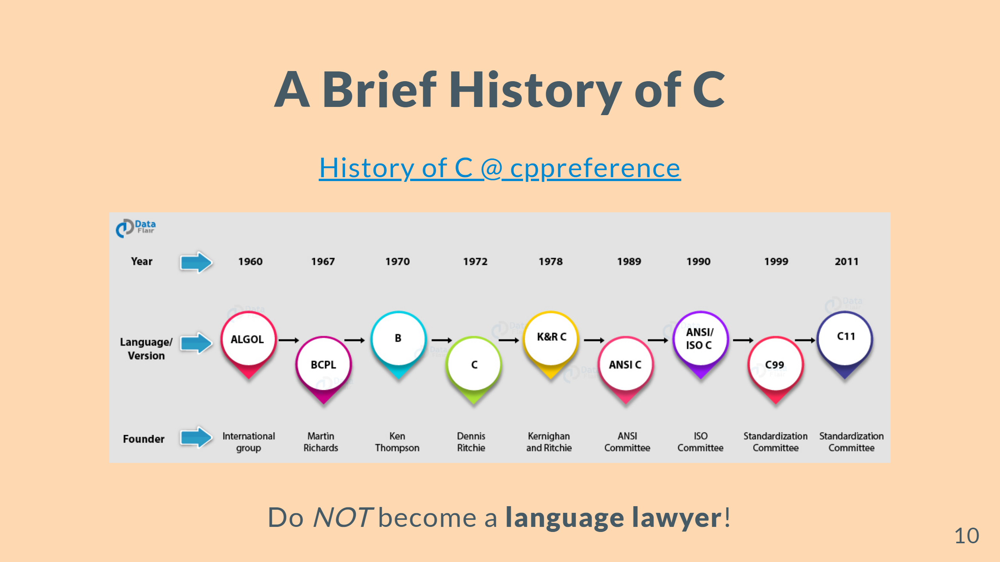 A Brief History of C
History of C @ cppreference
Data
Flair
Year 1960 1967 1970 1972 1978 1989 1990 1999 2011
Language/
Version
ALGOL
BCPL
B
C
K&R C
ANSI C
ANSI/
ISO C
C99
C11
Founder
International
group
Martin
Richards
Ken
Thompson
Dennis
Ritchie
Kernighan
and Ritchie
ANSI
Committee
ISO
Committee
Standardization
Committee
Standardization
Committee
Do NOT become a language lawyer!
10